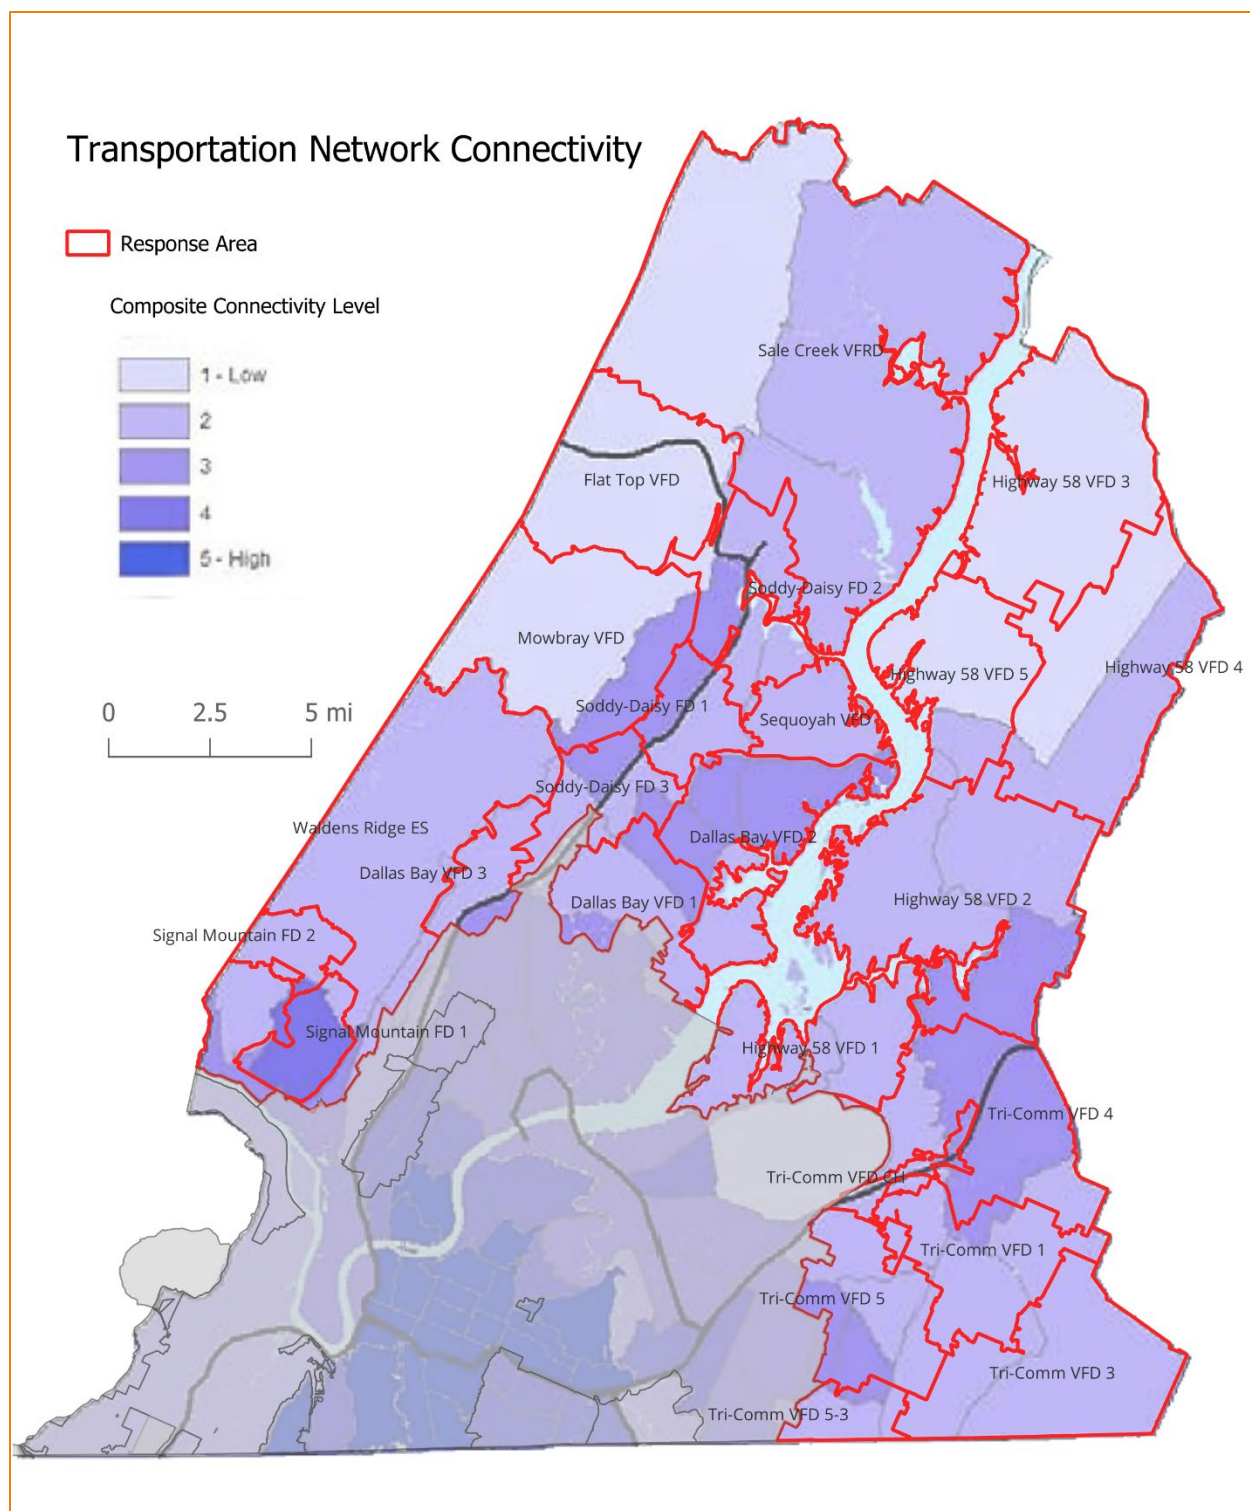 Transportation Network Connectivity
Response Area
Composite Connectivity Level
1 - Low
2
3
4
5 - High
0 2.5 5 mi
Sale Creek VFRD
Flat Top VFD
Highway 58 VFD 3
Soddy-Daisy FD 2
Mowbray VFD
Highway 58 VFD 4
Highway 58 VFD 5
Soddy-Daisy FD 1
Sequoyah VFD
Soddy-Daisy FD 3
Waldens Ridge ES
Dallas Bay VFD 2
Dallas Bay VFD 3
Dallas Bay VFD 1
Highway 58 VFD 2
Signal Mountain FD 2
Signal Mountain FD 1
Highway 58 VFD 1
Tri-Comm VFD 4
Tri-Comm VFD CH
Tri-Comm VFD 1
Tri-Comm VFD 5
Tri-Comm VFD 3
Tri-Comm VFD 5-3